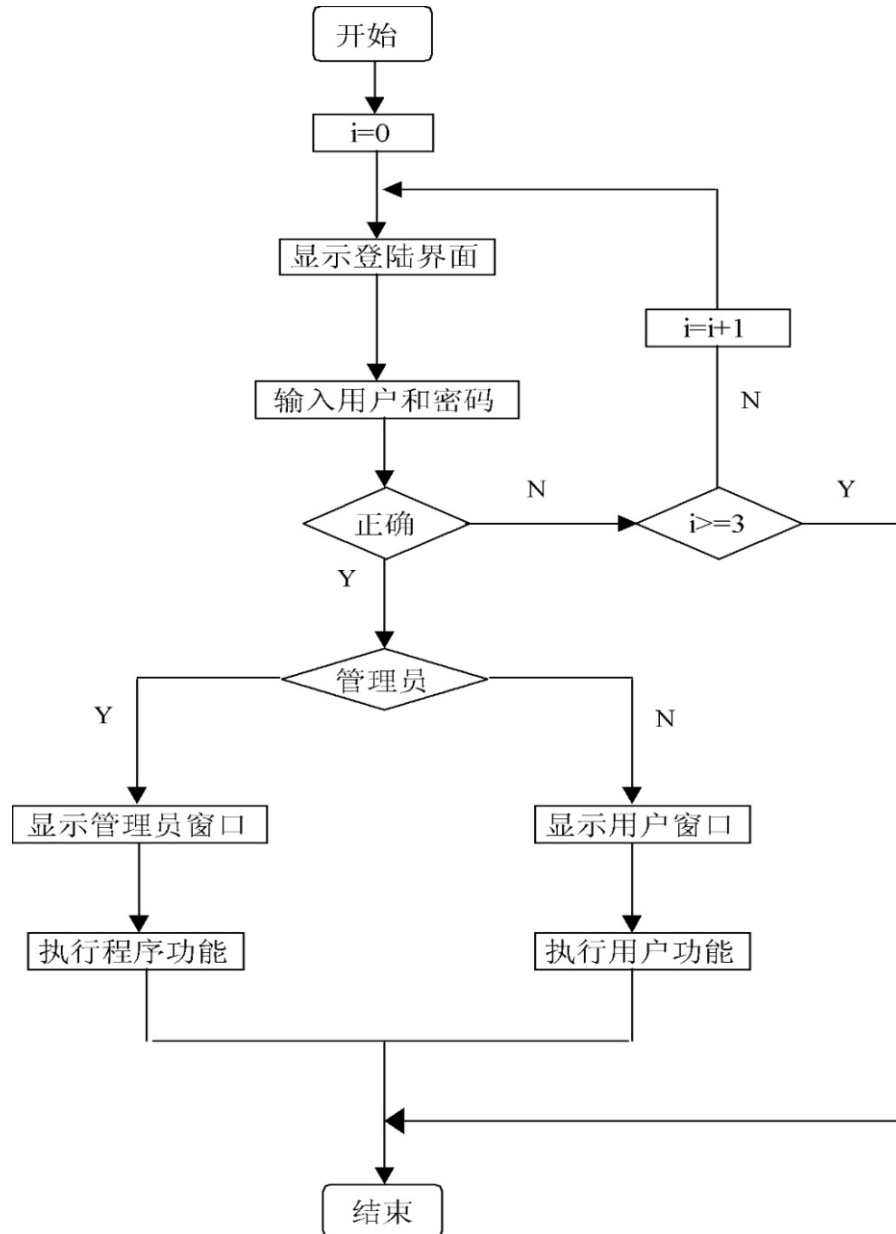 开始
i=0
显示登陆界面
i=i+1
输入用户和密码
N
正确
N
i>=3
Y
Y
管理员
Y
N
显示管理员窗口
显示用户窗口
执行程序功能
执行用户功能
结束